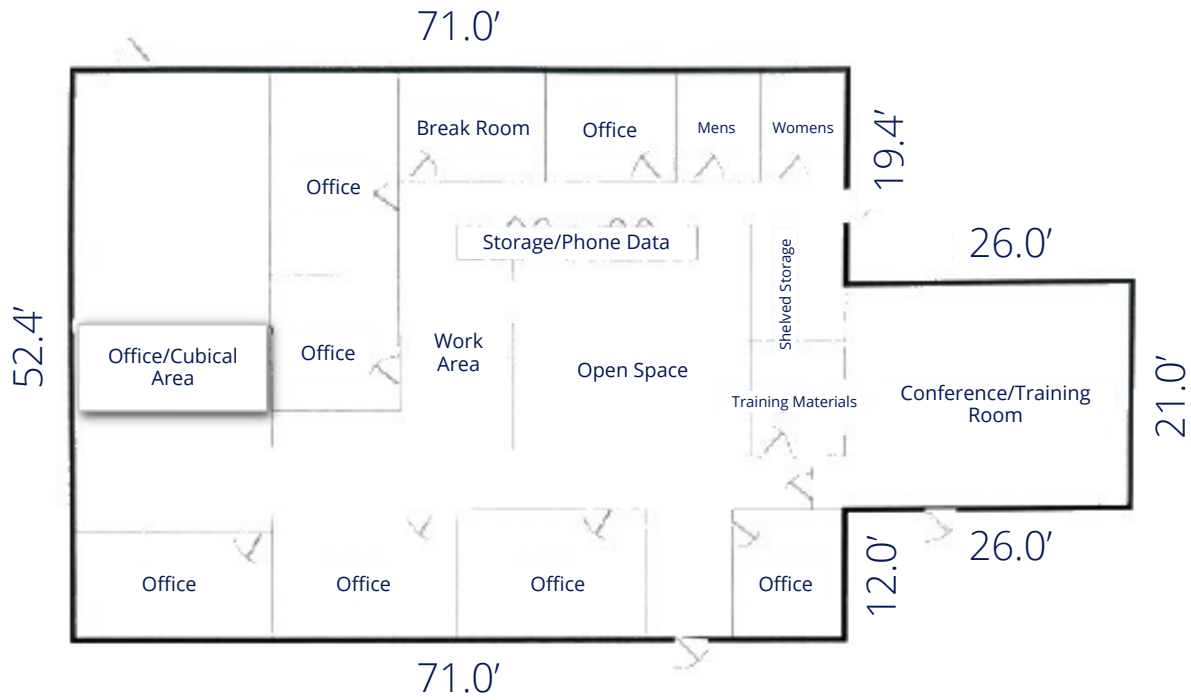 71.0’
Break Room
Office
Mens
Womens
19.4’
Office
Storage/Phone Data
Shelved Storage
26.0’
52.4’
Office/Cubical
Area
Office
Work
Area
Open Space
Training Materials
Conference/Training
Room
21.0’
Office
Office
Office
Office
12.0’
26.0’
71.0’